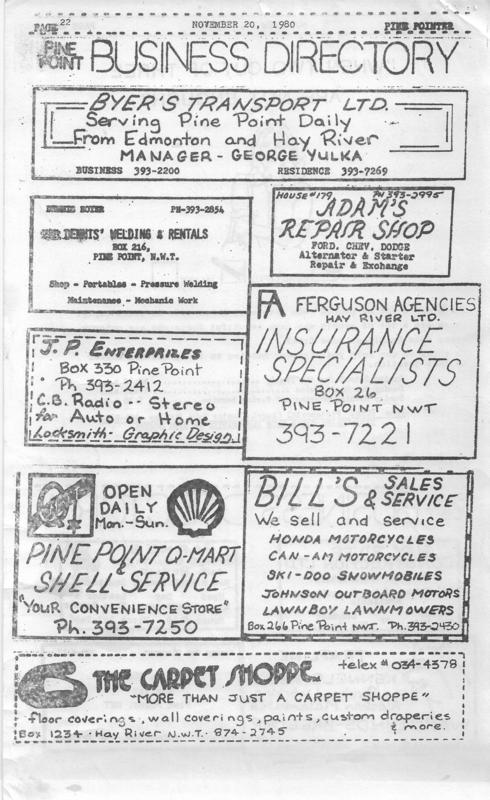 PAGE 22
NOVEMBER 20, 1980
PINE POINTER
PINE POINT BUSINESS DIRECTORY
BYER'S TRANSPORT LTD.
Serving Pine Point Daily
From Edmonton and Hay River
MANAGER - GEORGE YULKA
BUSINESS 393-2200 RESIDENCE 393-7269
PH-393-2854
DENNIS' WELDING & RENTALS
BOX 216,
PINE POINT, N.W.T.
Shop - Portables - Pressure Welding
Maintenance - Mechanic Work
HOUSE #179 PH 393-2995
ADAM'S
REPAIR SHOP
FORD, CHEV, DODGE
Alternator & Starter
Repair & Exchange
J.P. ENTERPRIZES
Box 330 Pine Point
Ph 393-2412
C.B. Radio -- Stereo
for Auto or Home
Locksmith - Graphic Design
FA FERGUSON AGENCIES
HAY RIVER LTD.
INSURANCE
SPECIALISTS
BOX 26
PINE POINT NWT
393-7221
OPEN
DAILY
Mon.-Sun.
PINE POINT Q-MART
&
SHELL SERVICE
"YOUR CONVENIENCE STORE"
Ph. 393-7250
BILL'S & SALES SERVICE
We sell and service
HONDA MOTORCYCLES
CAN-AM MOTORCYCLES
SKI-DOO SNOWMOBILES
JOHNSON OUTBOARD MOTORS
LAWNBOY LAWNMOWERS
Box 266 Pine Point NWT. Ph. 393-2430
THE CARPET SHOPPE telex # 034-4378
"MORE THAN JUST A CARPET SHOPPE"
floor coverings, wall coverings, paints, custom draperies
& more.
Box 1234 · Hay River N.W.T. · 874-2745